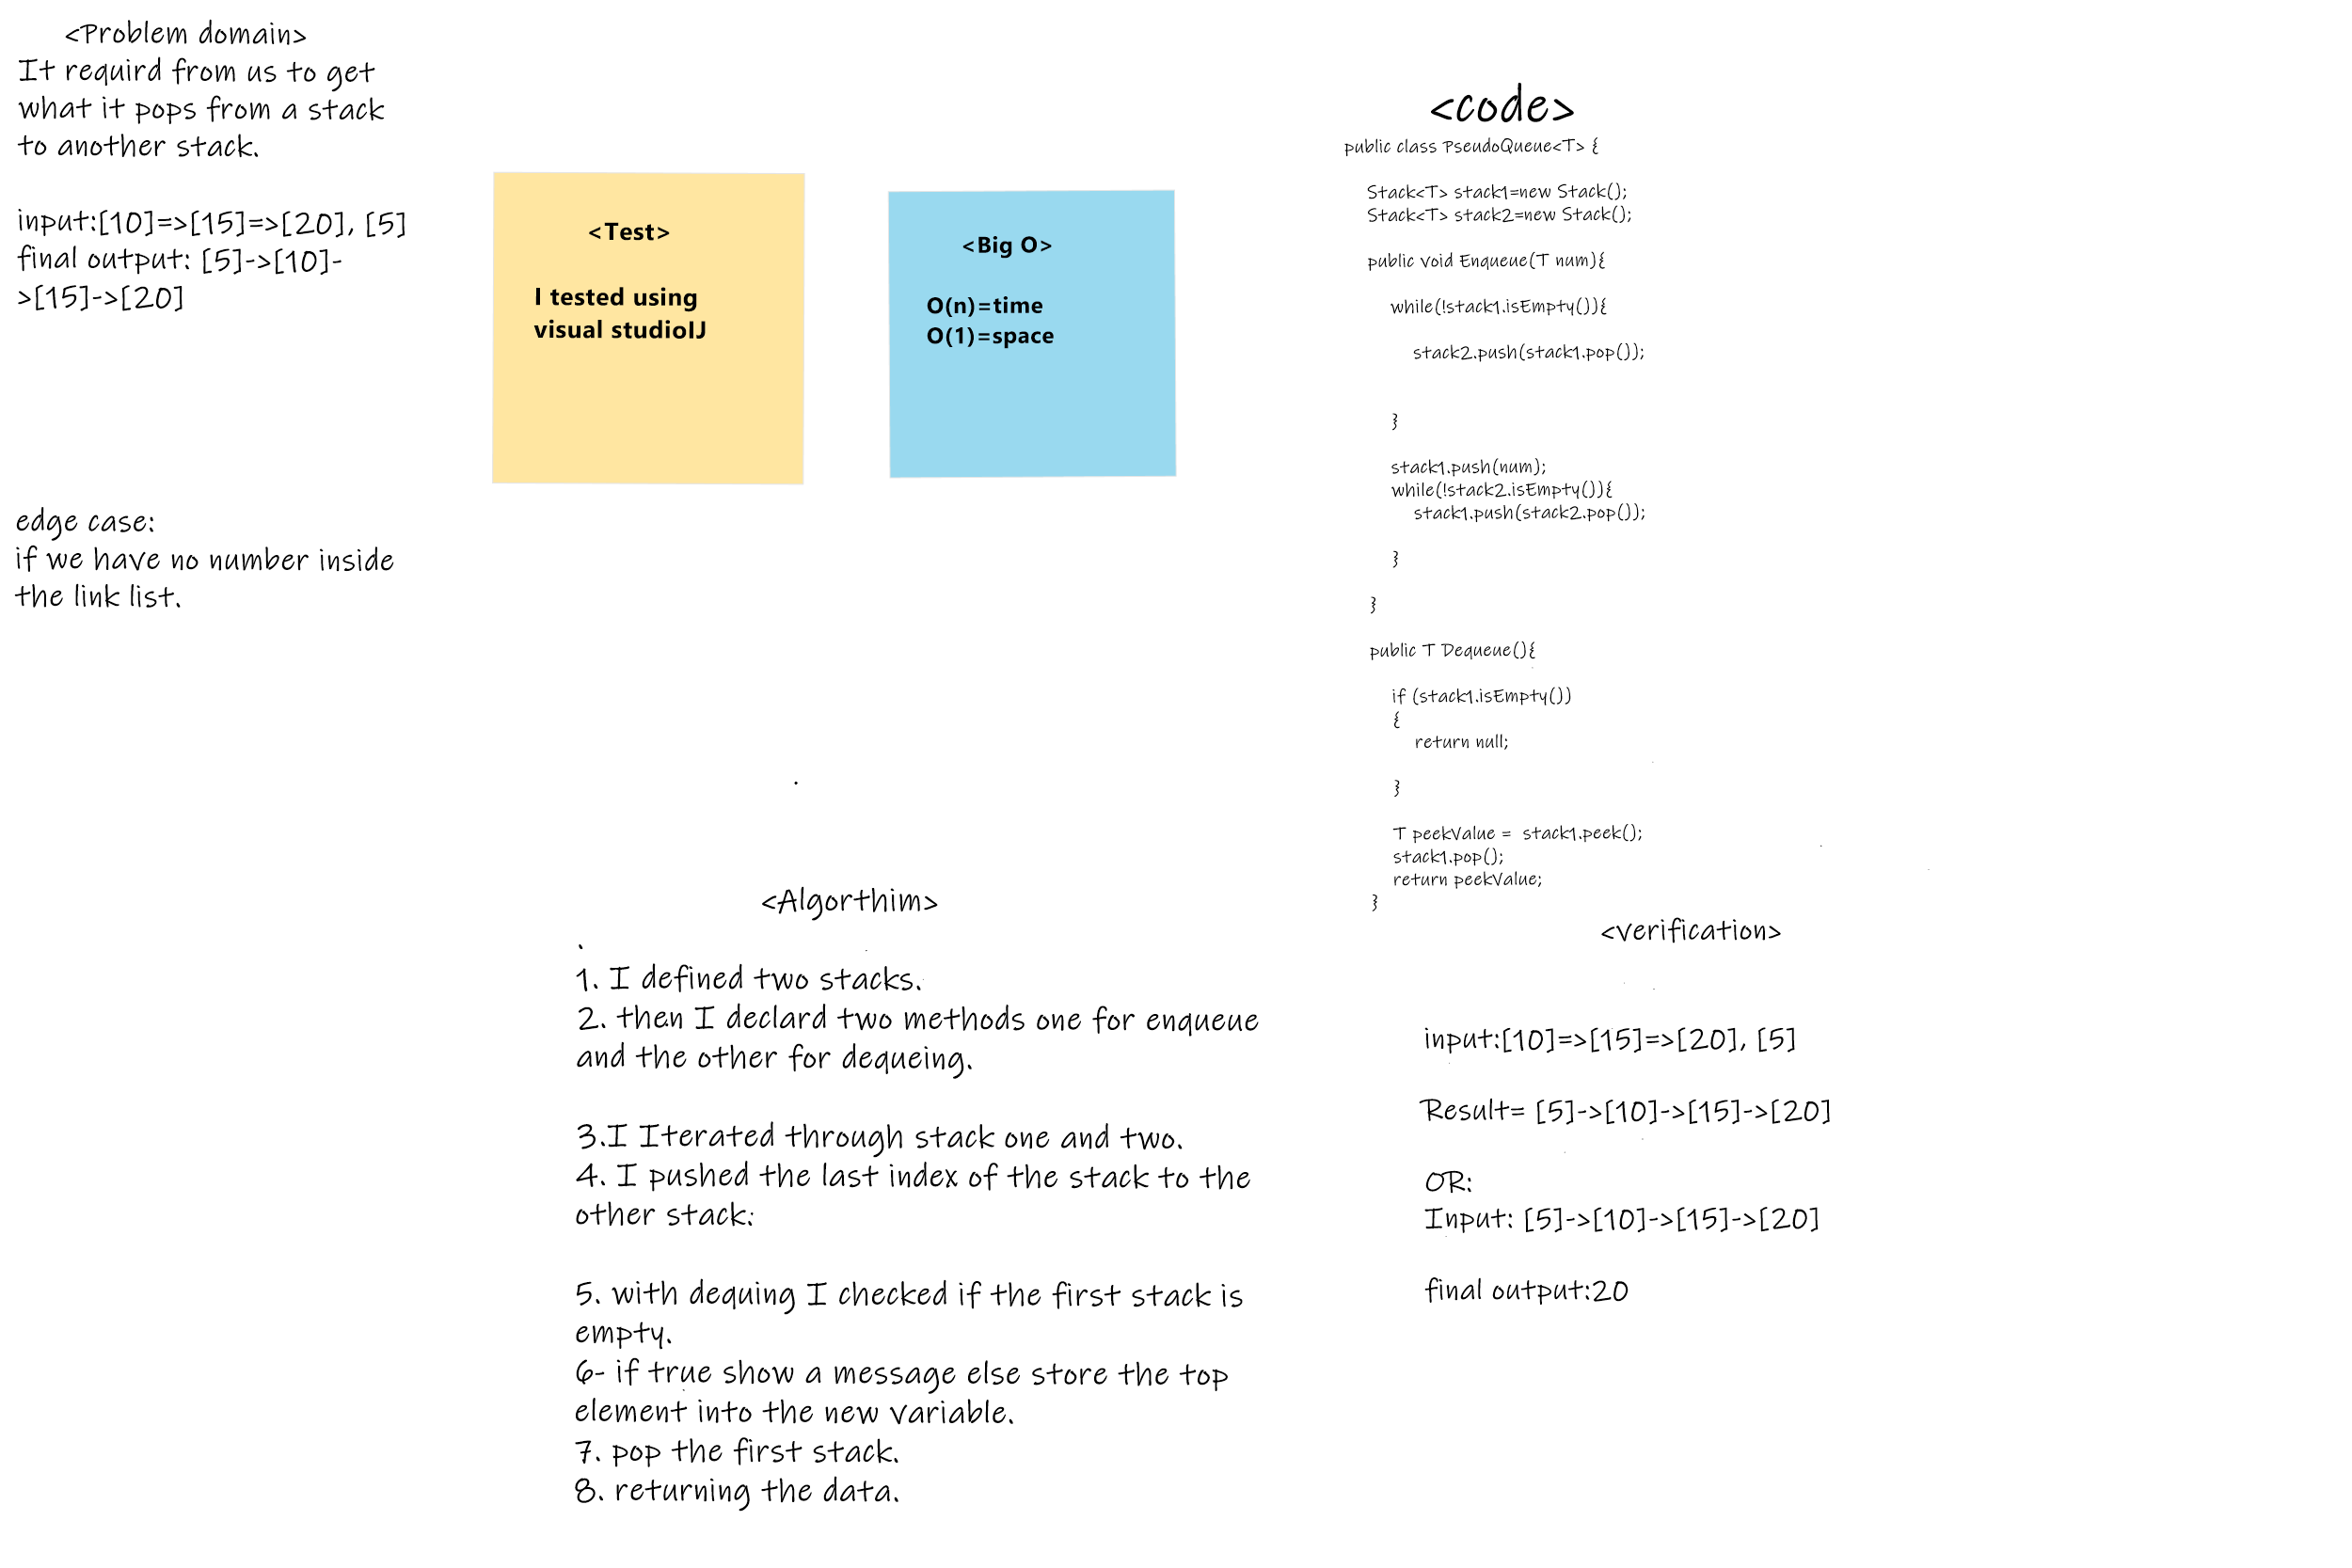 <Problem domain>
It requird from us to get
what it pops from a stack
to another stack.
input:[10]=>[15]=>[20], [5]
final output: [5]->[10]-
>[15]->[20]
edge case:
if we have no number inside
the link list.
<Test>
I tested using
visual studioIJ
<Big O>
O(n)=time
O(1)=space
<Algorthim>
.
1. I defined two stacks.
2. then I declard two methods one for enqueue
and the other for dequeing.
3.I Iterated through stack one and two.
4. I pushed the last index of the stack to the
other stack:
5. with dequing I checked if the first stack is
empty.
6- if true show a message else store the top
element into the new variable.
7. pop the first stack.
8. returning the data.
<code>
public class PseudoQueue<T> {
Stack<T> stack1=new Stack();
Stack<T> stack2=new Stack();
public void Enqueue(T num){
while(!stack1.isEmpty()){
stack2.push(stack1.pop());
}
stack1.push(num);
while(!stack2.isEmpty()){
stack1.push(stack2.pop());
}
}
public T Dequeue(){
if (stack1.isEmpty())
{
return null;
}
T peekValue =  stack1.peek();
stack1.pop();
return peekValue;
}
<verification>
input:[10]=>[15]=>[20], [5]
Result= [5]->[10]->[15]->[20]
OR:
Input: [5]->[10]->[15]->[20]
final output:20